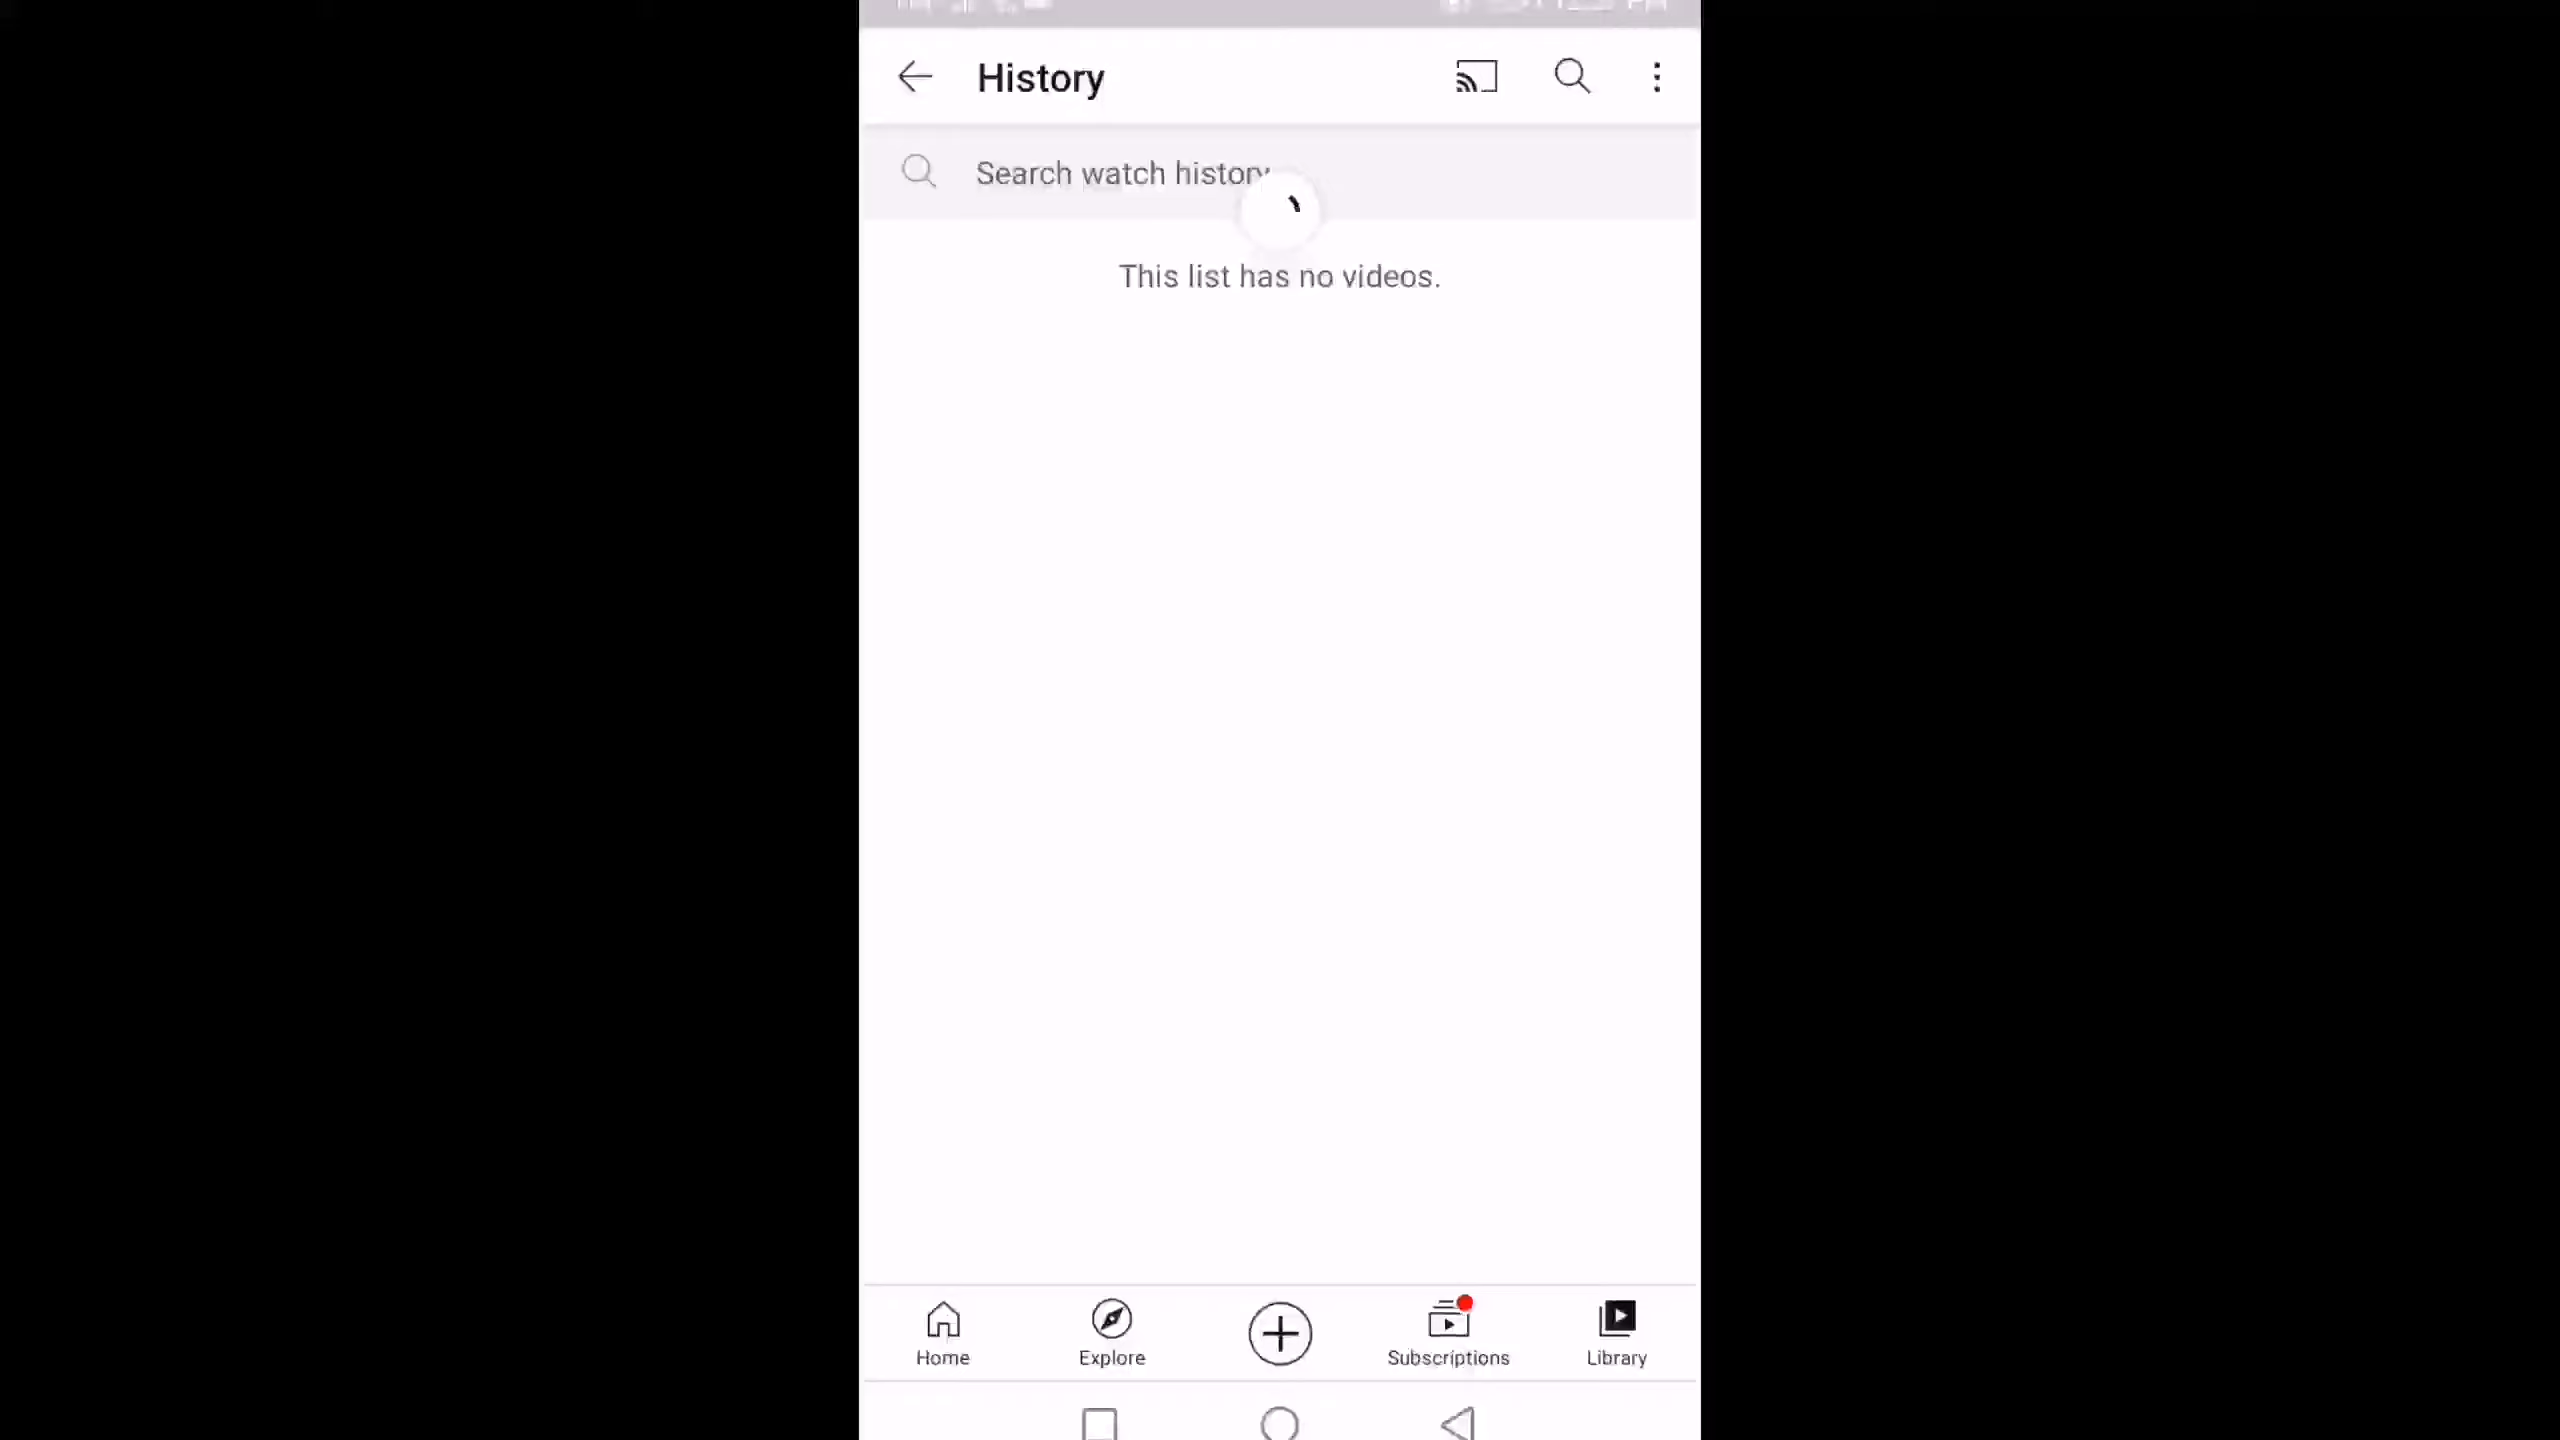 History
Search watch history
This list has no videos.
Home
Explore
Subscriptions
Library